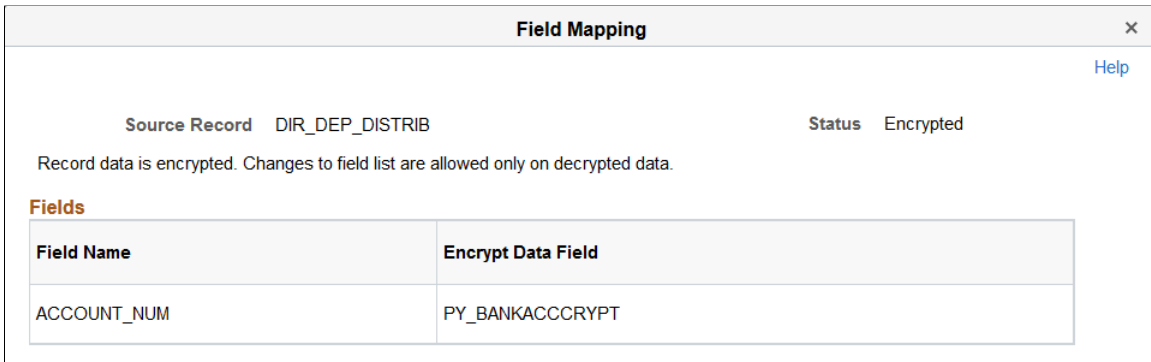 Field Mapping ×
Help
Source Record DIR_DEP_DISTRIB Status Encrypted
Record data is encrypted. Changes to field list are allowed only on decrypted data.
Fields
Field Name Encrypt Data Field
ACCOUNT_NUM PY_BANKACCCRYPT